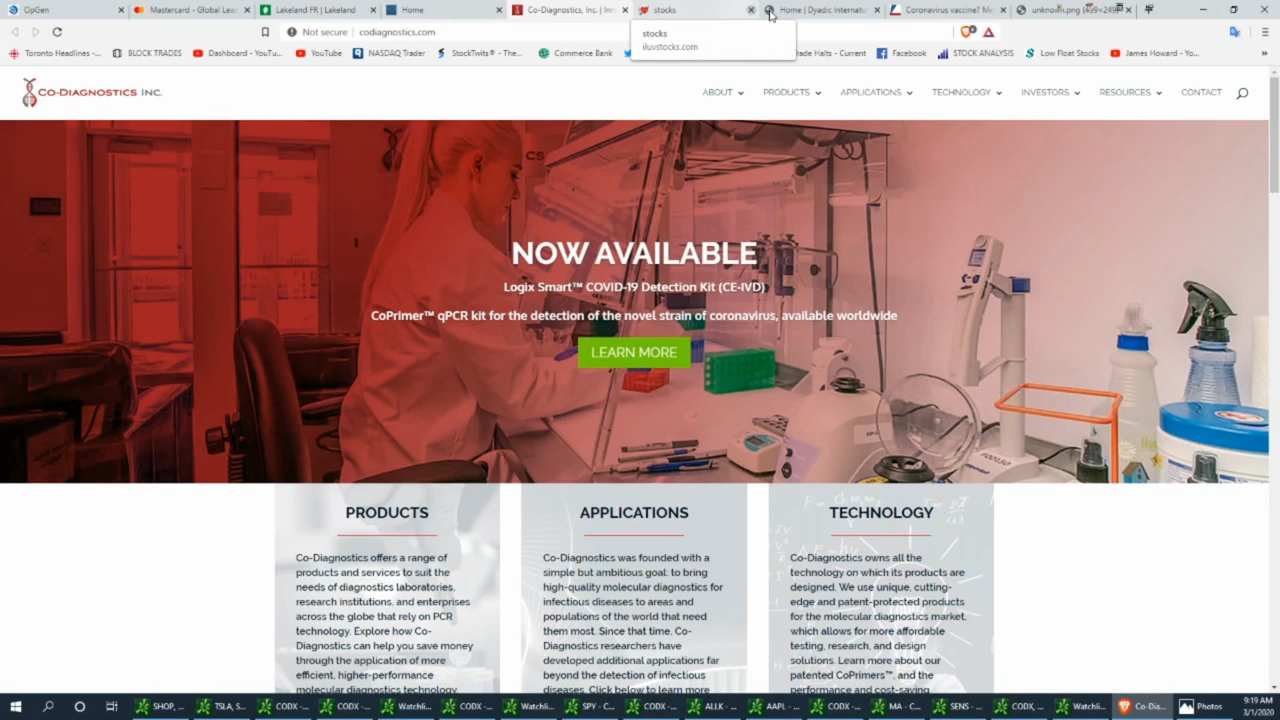 OpGen
Mastercard - Global Lea
Lakeland FR | Lakeland
Home
Co-Diagnostics, Inc. | Inn
stocks
Home | Dyadic Internatio
Coronavirus vaccine? Me
unknown.png
Not secure
codiagnostics.com
stocks
iluvstocks.com
Toronto Headlines -...
BLOCK TRADES
Dashboard - YouTu...
YouTube
NASDAQ Trader
StockTwits® - The...
Commerce Bank
Trade Halts - Current
Facebook
STOCK ANALYSIS
Low Float Stocks
James Howard - Yo...
CO-DIAGNOSTICS INC.
ABOUT
PRODUCTS
APPLICATIONS
TECHNOLOGY
INVESTORS
RESOURCES
CONTACT
NOW AVAILABLE
Logix Smart™ COVID-19 Detection Kit (CE-IVD)
CoPrimer™ qPCR kit for the detection of the novel strain of coronavirus, available worldwide
LEARN MORE
PRODUCTS
Co-Diagnostics offers a range of
products and services to suit the
needs of diagnostics laboratories,
research institutions, and enterprises
across the globe that rely on PCR
technology. Explore how Co-
Diagnostics can help you save money
through the application of more
efficient, higher-performance
molecular diagnostics technology.
APPLICATIONS
Co-Diagnostics was founded with a
simple but ambitious goal: to bring
high-quality molecular diagnostics for
infectious diseases to areas and
populations of the world that need
them most. Since that time, Co-
Diagnostics researchers have
developed additional applications far
beyond the detection of infectious
diseases. Click below to learn more
TECHNOLOGY
Co-Diagnostics owns all the
technology on which its products are
designed. We use unique, cutting-
edge and patent-protected products
for the molecular diagnostics market,
which allows for more affordable
testing, research, and design
solutions. Learn more about our
patented CoPrimers™, and the
performance and cost-saving
SHOP, ...
TSLA, S...
CODX - ...
CODX - ...
Watchli...
CODX - ...
Watchli...
SPY - C...
CODX - ...
ALLK - ...
AAPL - ...
CODX - ...
MA - C...
SENS - ...
CODX, ...
Watchli...
Co-Dia...
Photos
9:19 AM
3/1/2020